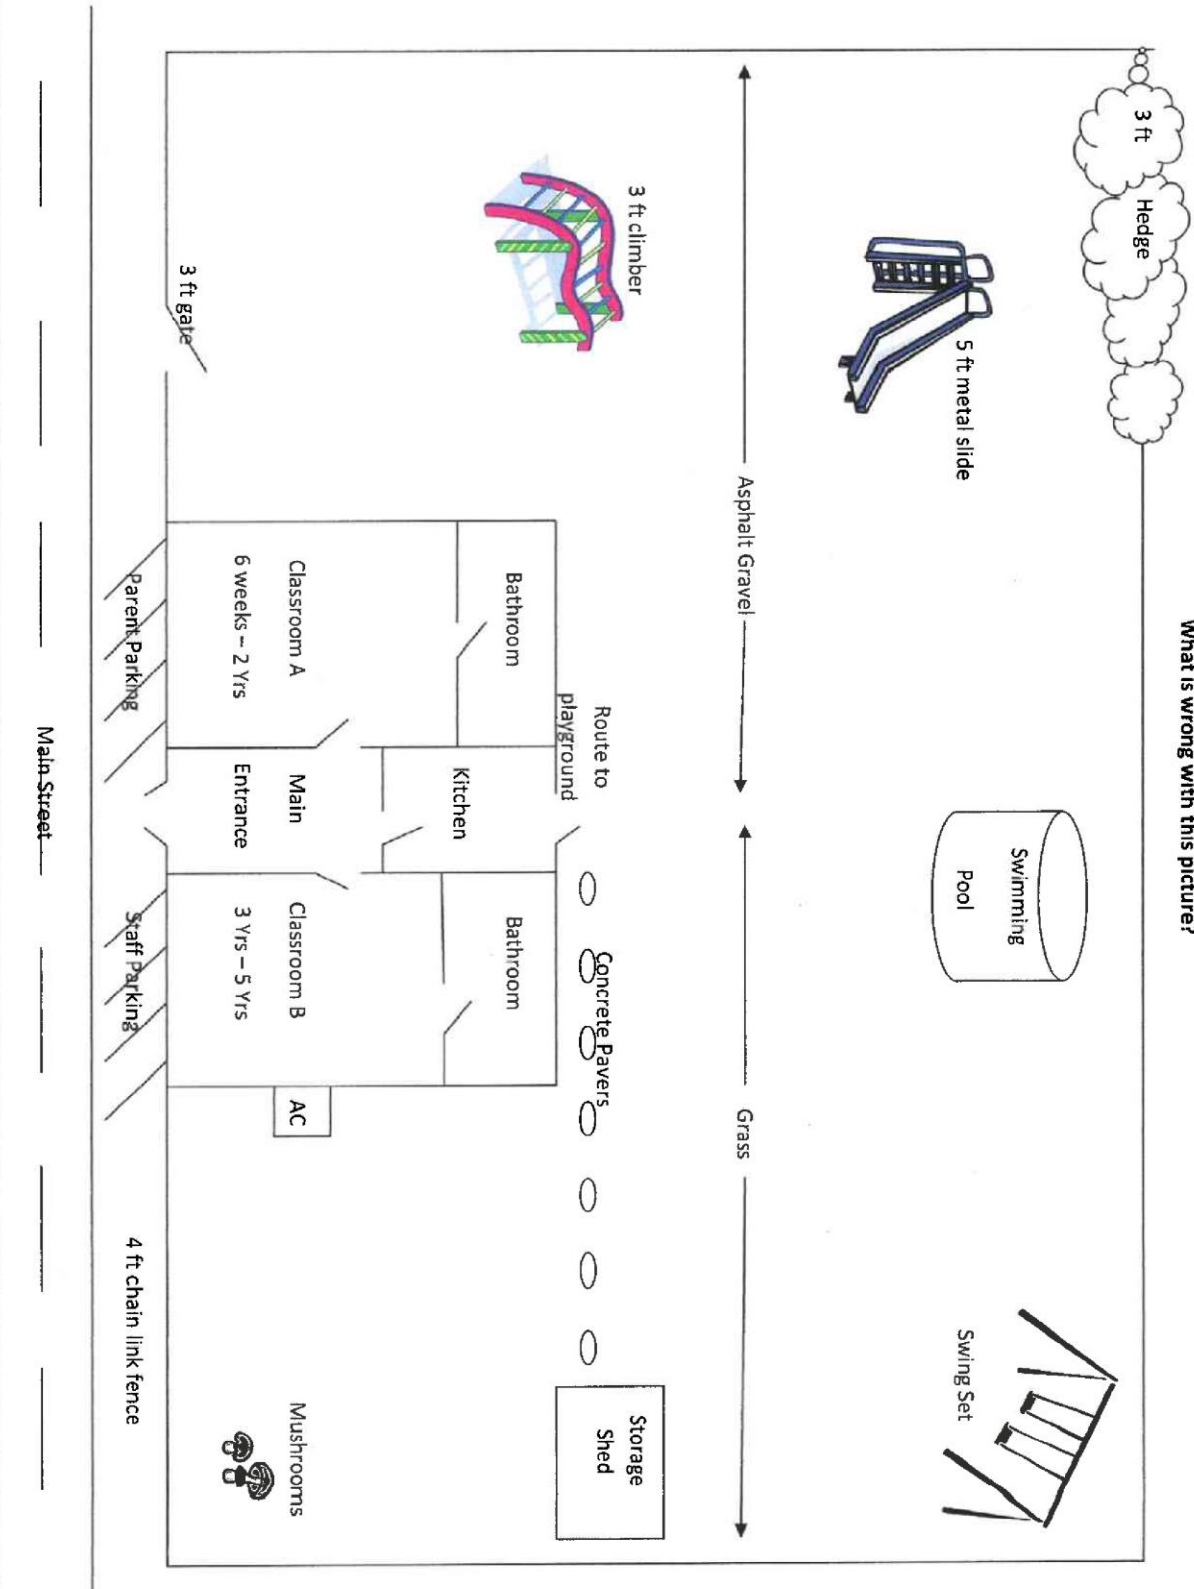 What is wrong with this picture?
3 ft
Hedge
5 ft metal slide
Swimming
Pool
Swing Set
Asphalt Gravel
Grass
3 ft climber
Route to
playground
Concrete Pavers
Storage
Shed
Bathroom
Kitchen
Bathroom
Classroom A
6 weeks – 2 Yrs
Main
Entrance
Classroom B
3 Yrs – 5 Yrs
AC
Mushrooms
3 ft gate
Parent Parking
Staff Parking
4 ft chain link fence
Main Street